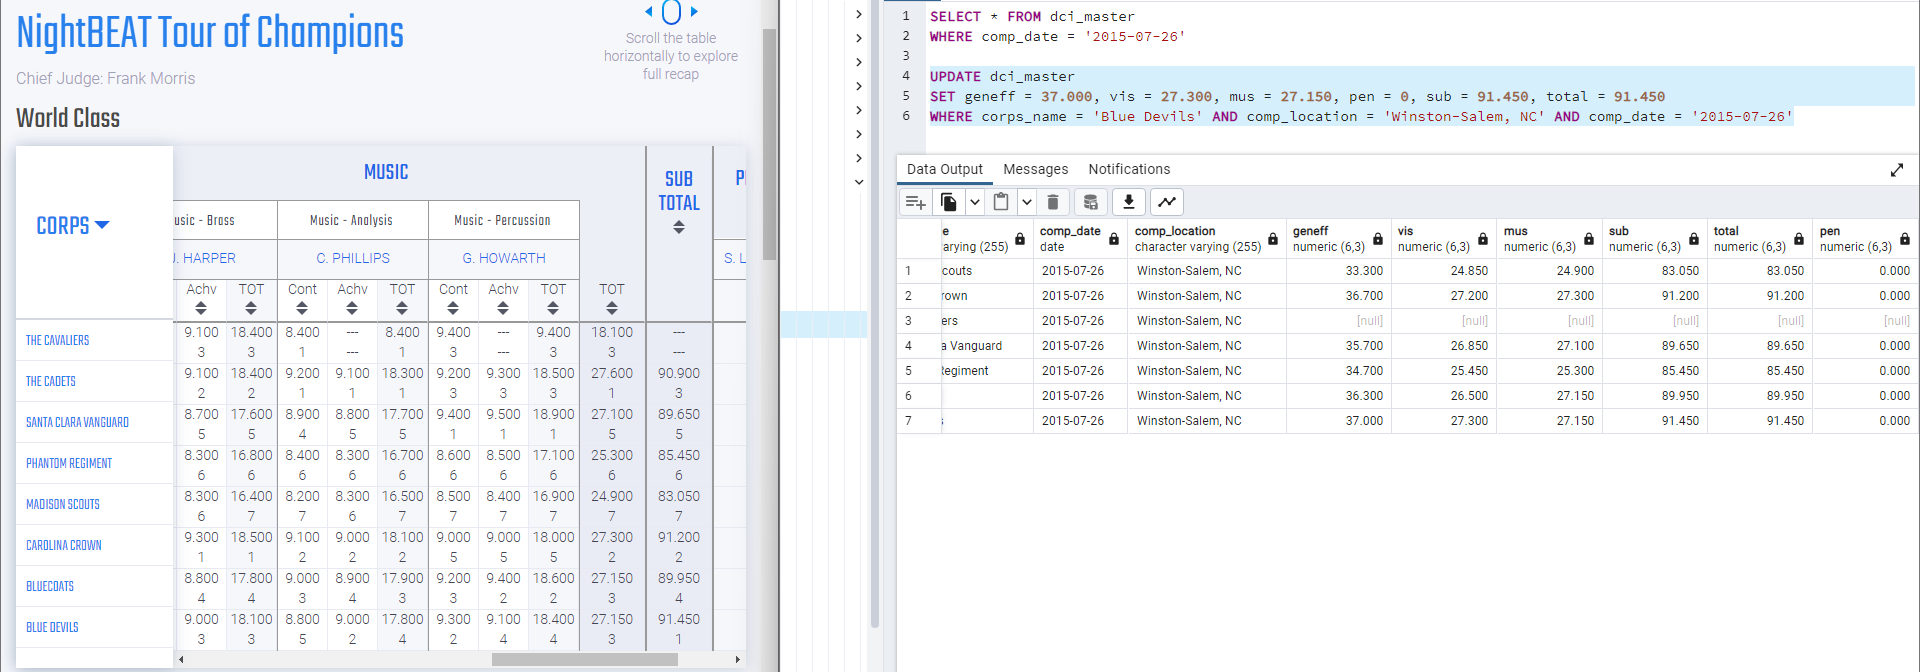 NightBEAT Tour of Champions
Chief Judge: Frank Morris
Scroll the table
horizontally to explore
full recap
World Class
CORPS
MUSIC
SUB
TOTAL
usic - Brass
Music - Analysis
Music - Percussion
J. HARPER
C. PHILLIPS
G. HOWARTH
S. L
Achv TOT Cont Achv TOT Cont Achv TOT TOT
THE CAVALIERS 9.100 18.400 8.400 --- 8.400 9.400 --- 9.400 18.100 ---
3 3 1 --- 1 3 --- 3 3 ---
THE CADETS 9.100 18.400 9.200 9.100 18.300 9.200 9.300 18.500 27.600 90.900
2 2 1 1 1 3 3 3 1 3
SANTA CLARA VANGUARD 8.700 17.600 8.900 8.800 17.700 9.400 9.500 18.900 27.100 89.650
5 5 4 5 5 1 1 1 5 5
PHANTOM REGIMENT 8.300 16.800 8.400 8.300 16.700 8.600 8.500 17.100 25.300 85.450
6 6 6 6 6 6 6 6 6 6
MADISON SCOUTS 8.300 16.400 8.200 8.300 16.500 8.500 8.400 16.900 24.900 83.050
6 7 7 6 7 7 7 7 7 7
CAROLINA CROWN 9.300 18.500 9.100 9.000 18.100 9.000 9.000 18.000 27.300 91.200
1 1 2 2 2 5 5 5 2 2
BLUECOATS 8.800 17.800 9.000 8.900 17.900 9.200 9.400 18.600 27.150 89.950
4 4 3 4 3 3 2 2 3 4
BLUE DEVILS 9.000 18.100 8.800 9.000 17.800 9.300 9.100 18.400 27.150 91.450
3 3 5 2 4 2 4 4 3 1
1 SELECT * FROM dci_master
2 WHERE comp_date = '2015-07-26'
3
4 UPDATE dci_master
5 SET geneff = 37.000, vis = 27.300, mus = 27.150, pen = 0, sub = 91.450, total = 91.450
6 WHERE corps_name = 'Blue Devils' AND comp_location = 'Winston-Salem, NC' AND comp_date = '2015-07-26'
Data Output Messages Notifications
e comp_date comp_location geneff vis mus sub total pen
arying (255) date character varying (255) numeric (6,3) numeric (6,3) numeric (6,3) numeric (6,3) numeric (6,3) numeric (6,3)
1 couts 2015-07-26 Winston-Salem, NC 33.300 24.850 24.900 83.050 83.050 0.000
2 rown 2015-07-26 Winston-Salem, NC 36.700 27.200 27.300 91.200 91.200 0.000
3 ers 2015-07-26 Winston-Salem, NC [null] [null] [null] [null] [null] [null]
4 a Vanguard 2015-07-26 Winston-Salem, NC 35.700 26.850 27.100 89.650 89.650 0.000
5 Regiment 2015-07-26 Winston-Salem, NC 34.700 25.450 25.300 85.450 85.450 0.000
6 2015-07-26 Winston-Salem, NC 36.300 26.500 27.150 89.950 89.950 0.000
7 s 2015-07-26 Winston-Salem, NC 37.000 27.300 27.150 91.450 91.450 0.000